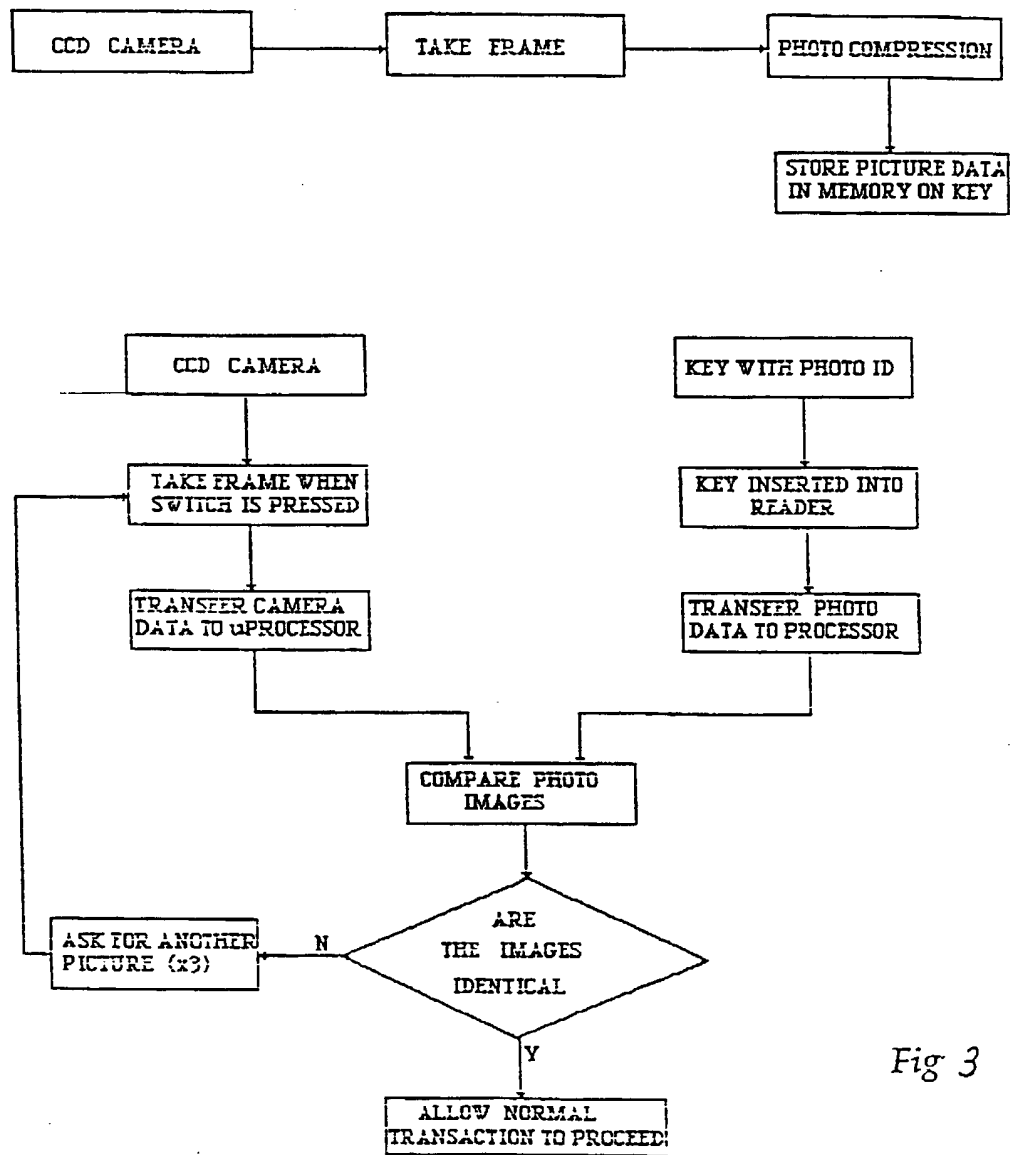 CCD CAMERA
TAKE FRAME
PHOTO COMPRESSION
STORE PICTURE DATA
IN MEMORY ON KEY
CCD CAMERA
KEY WITH PHOTO ID
TAKE FRAME WHEN
SWITCH IS PRESSED
KEY INSERTED INTO
READER
TRANSFER CAMERA
DATA TO uPROCESSOR
TRANSFER PHOTO
DATA TO PROCESSOR
COMPARE PHOTO
IMAGES
ARE
THE IMAGES
IDENTICAL
N
ASK FOR ANOTHER
PICTURE (x3)
Y
ALLOW NORMAL
TRANSACTION TO PROCEED
Fig 3